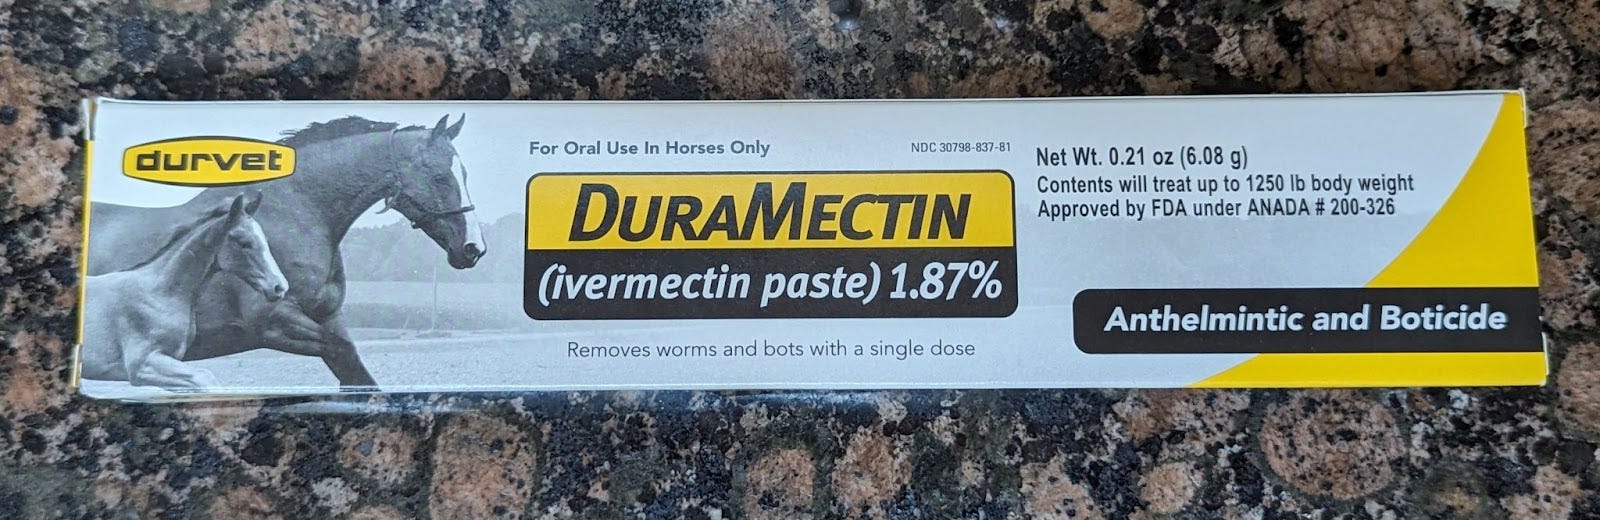 durvet
For Oral Use In Horses Only
NDC 30798-837-81
DURAMECTIN
(ivermectin paste) 1.87%
Removes worms and bots with a single dose
Net Wt. 0.21 oz (6.08 g)
Contents will treat up to 1250 lb body weight
Approved by FDA under ANADA # 200-326
Anthelmintic and Boticide